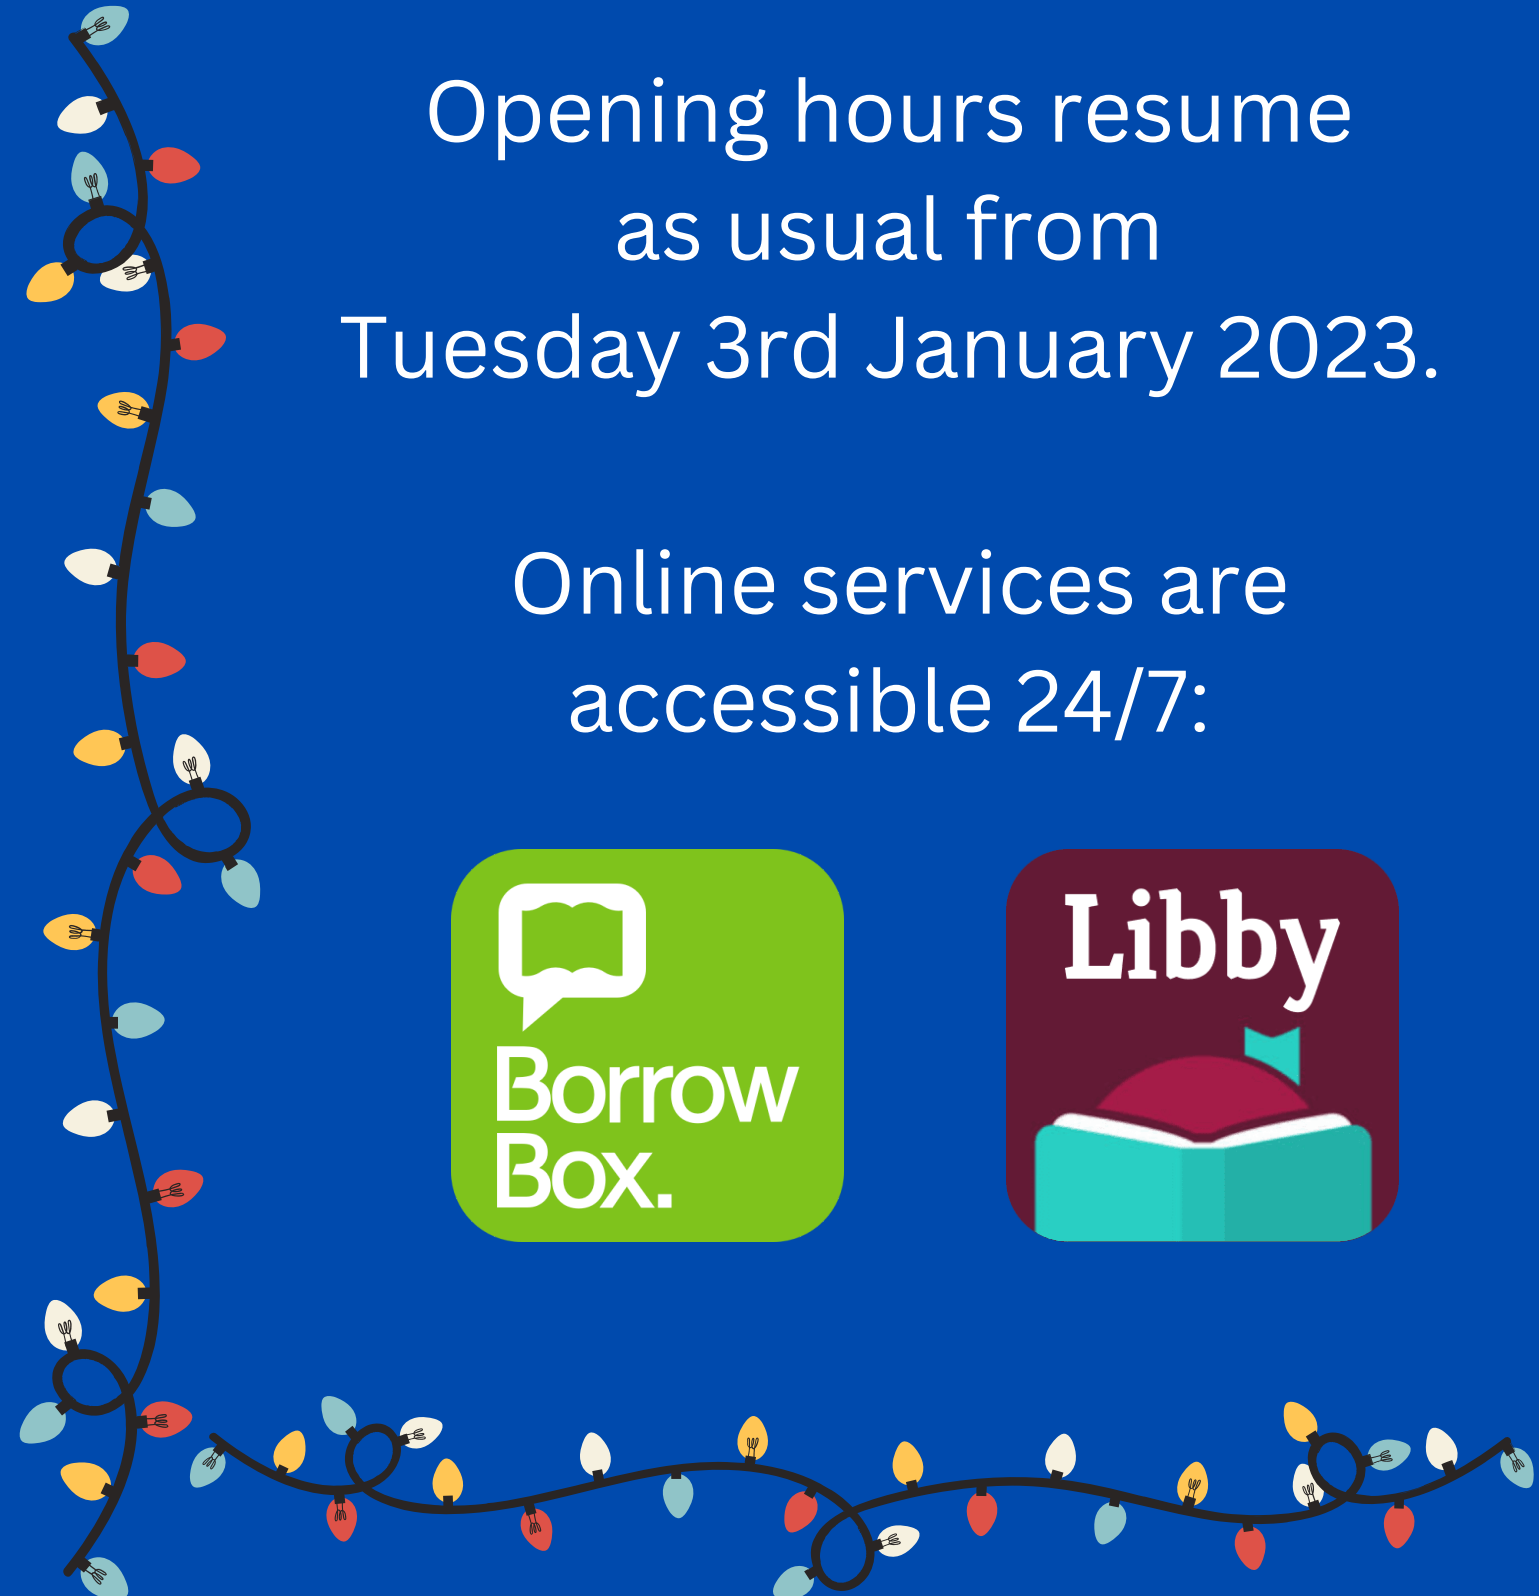 Opening hours resume
as usual from
Tuesday 3rd January 2023.
Online services are
accessible 24/7:
Borrow
Box.
Libby